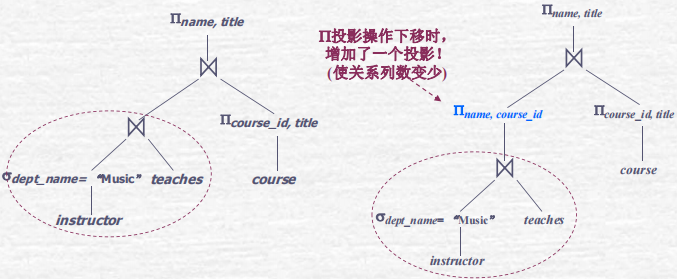 Πname, title
⋈
⋈
Πcourse_id, title
σdept_name= “Music”
teaches
course
instructor
Π投影操作下移时,
增加了一个投影!
(使关系列数变少)
Πname, title
⋈
Πname, course_id
Πcourse_id, title
⋈
course
σdept_name= “Music”
teaches
instructor